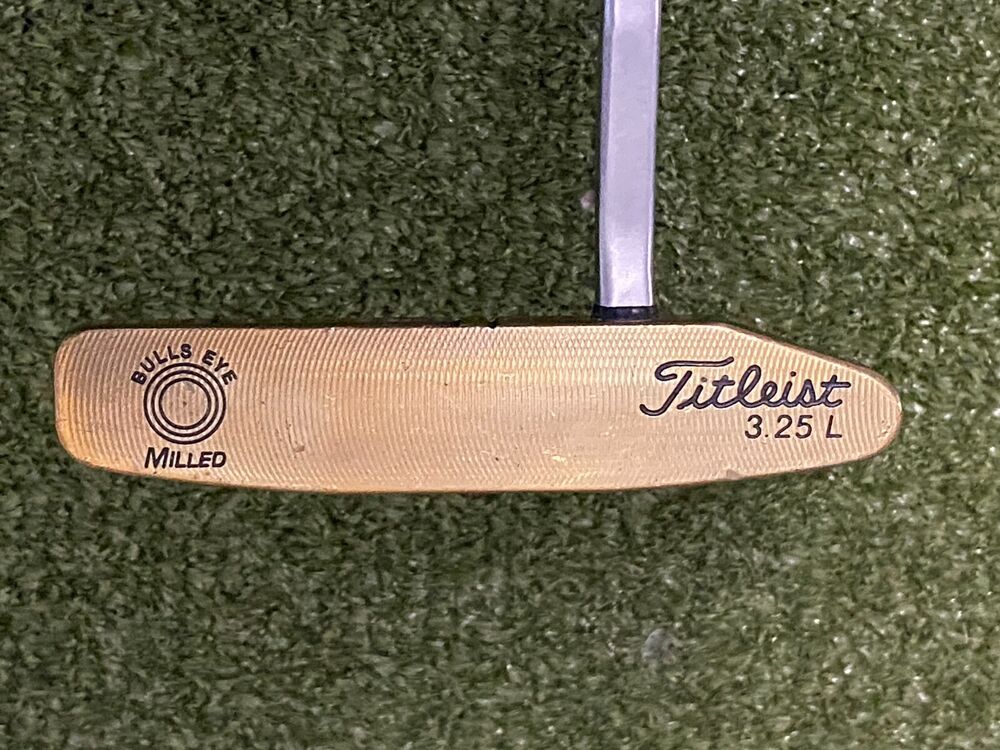 BULLS EYE
MILLED
Titleist
3.25 L